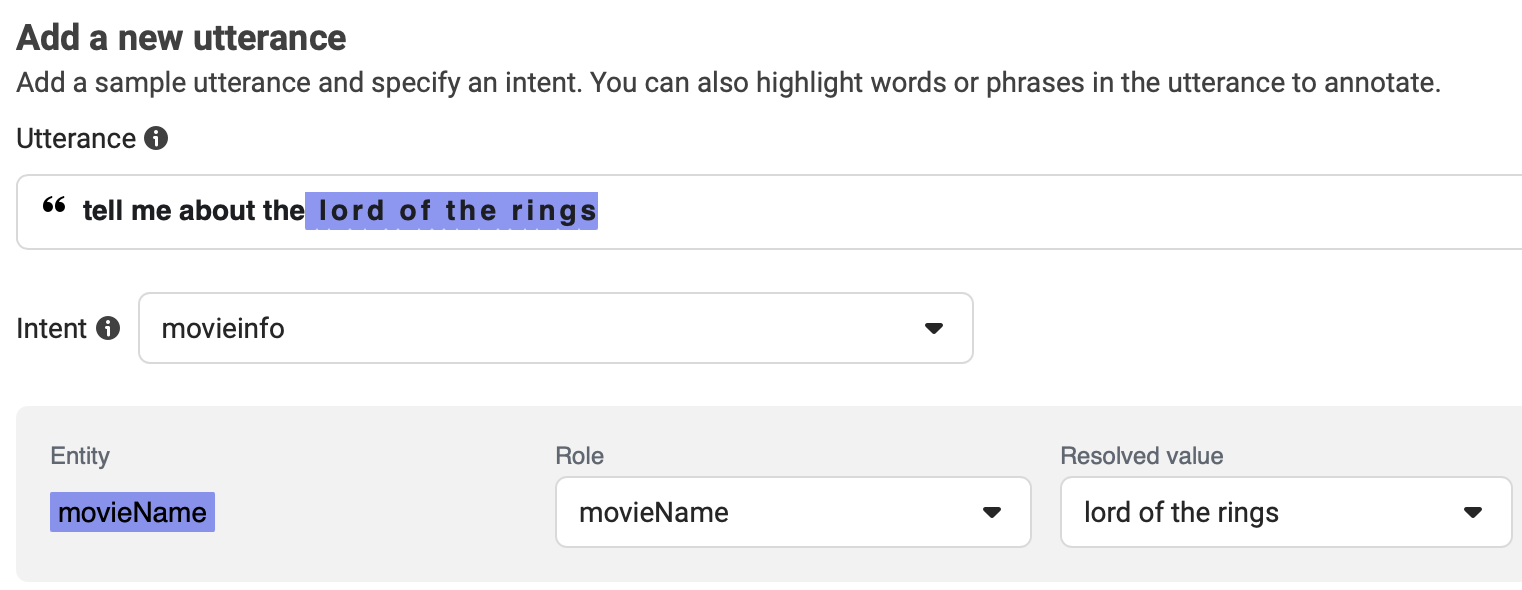 Add a new utterance
Add a sample utterance and specify an intent. You can also highlight words or phrases in the utterance to annotate.
Utterance
“ tell me about the lord of the rings
Intent movieinfo
Entity Role Resolved value
movieName movieName lord of the rings